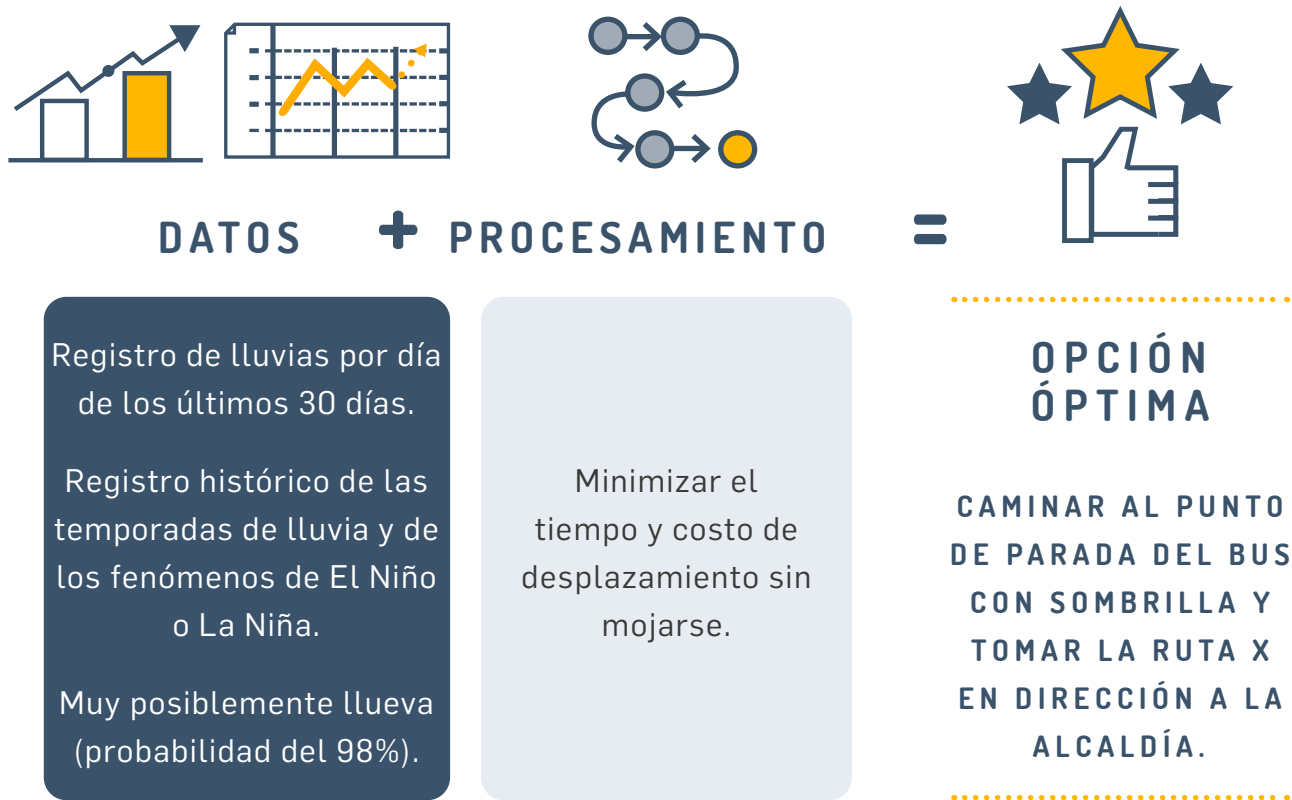 DATOS + PROCESAMIENTO =
Registro de lluvias por día
de los últimos 30 días.
Registro histórico de las
temporadas de lluvia y de
los fenómenos de El Niño
o La Niña.
Muy posiblemente llueva
(probabilidad del 98%).
Minimizar el
tiempo y costo de
desplazamiento sin
mojarse.
OPCIÓN
ÓPTIMA
CAMINAR AL PUNTO
DE PARADA DEL BUS
CON SOMBRILLA Y
TOMAR LA RUTA X
EN DIRECCIÓN A LA
ALCALDÍA.